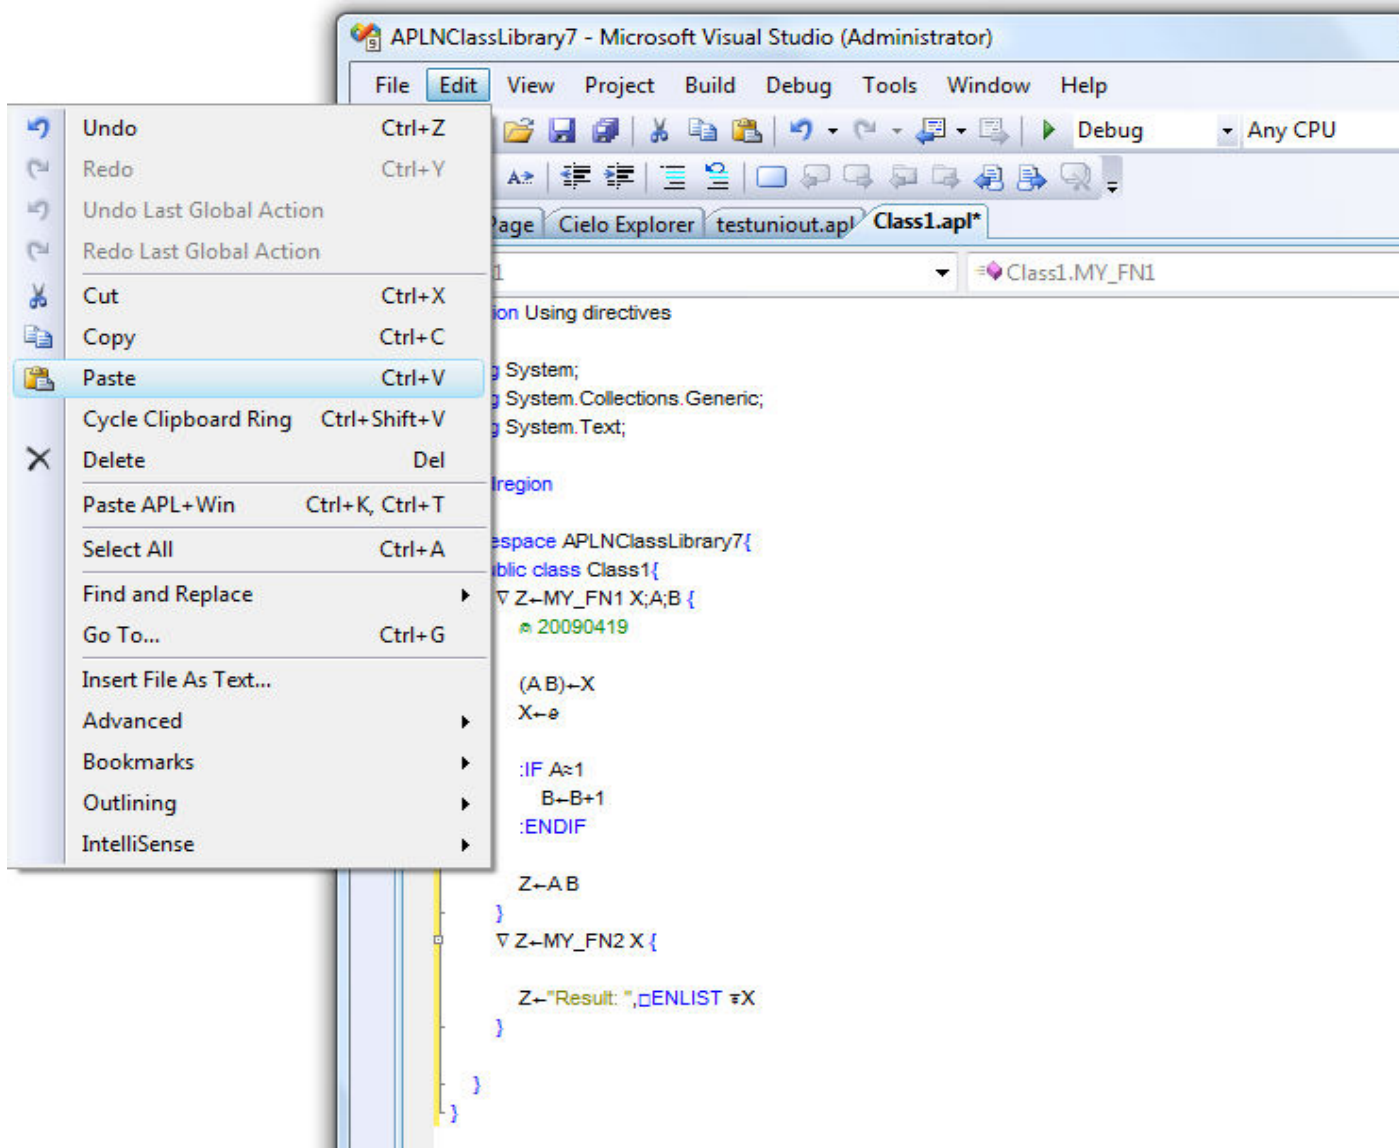 APLNClassLibrary7 - Microsoft Visual Studio (Administrator)
File Edit View Project Build Debug Tools Window Help
Debug Any CPU
Page Cielo Explorer testuniout.apl Class1.apl*
1 Class1.MY_FN1
Undo Ctrl+Z
Redo Ctrl+Y
Undo Last Global Action
Redo Last Global Action
Cut Ctrl+X
Copy Ctrl+C
Paste Ctrl+V
Cycle Clipboard Ring Ctrl+Shift+V
Delete Del
Paste APL+Win Ctrl+K, Ctrl+T
Select All Ctrl+A
Find and Replace
Go To... Ctrl+G
Insert File As Text...
Advanced
Bookmarks
Outlining
IntelliSense
ion Using directives
g System;
g System.Collections.Generic;
g System.Text;
dregion
espace APLNClassLibrary7{
ublic class Class1{
∇ Z←MY_FN1 X;A;B {
⍝ 20090419
(A B)←X
X←⍎
:IF A≈1
B←B+1
:ENDIF
Z←A B
}
∇ Z←MY_FN2 X {
Z←"Result: ",⎕ENLIST ⍕X
}
}
}